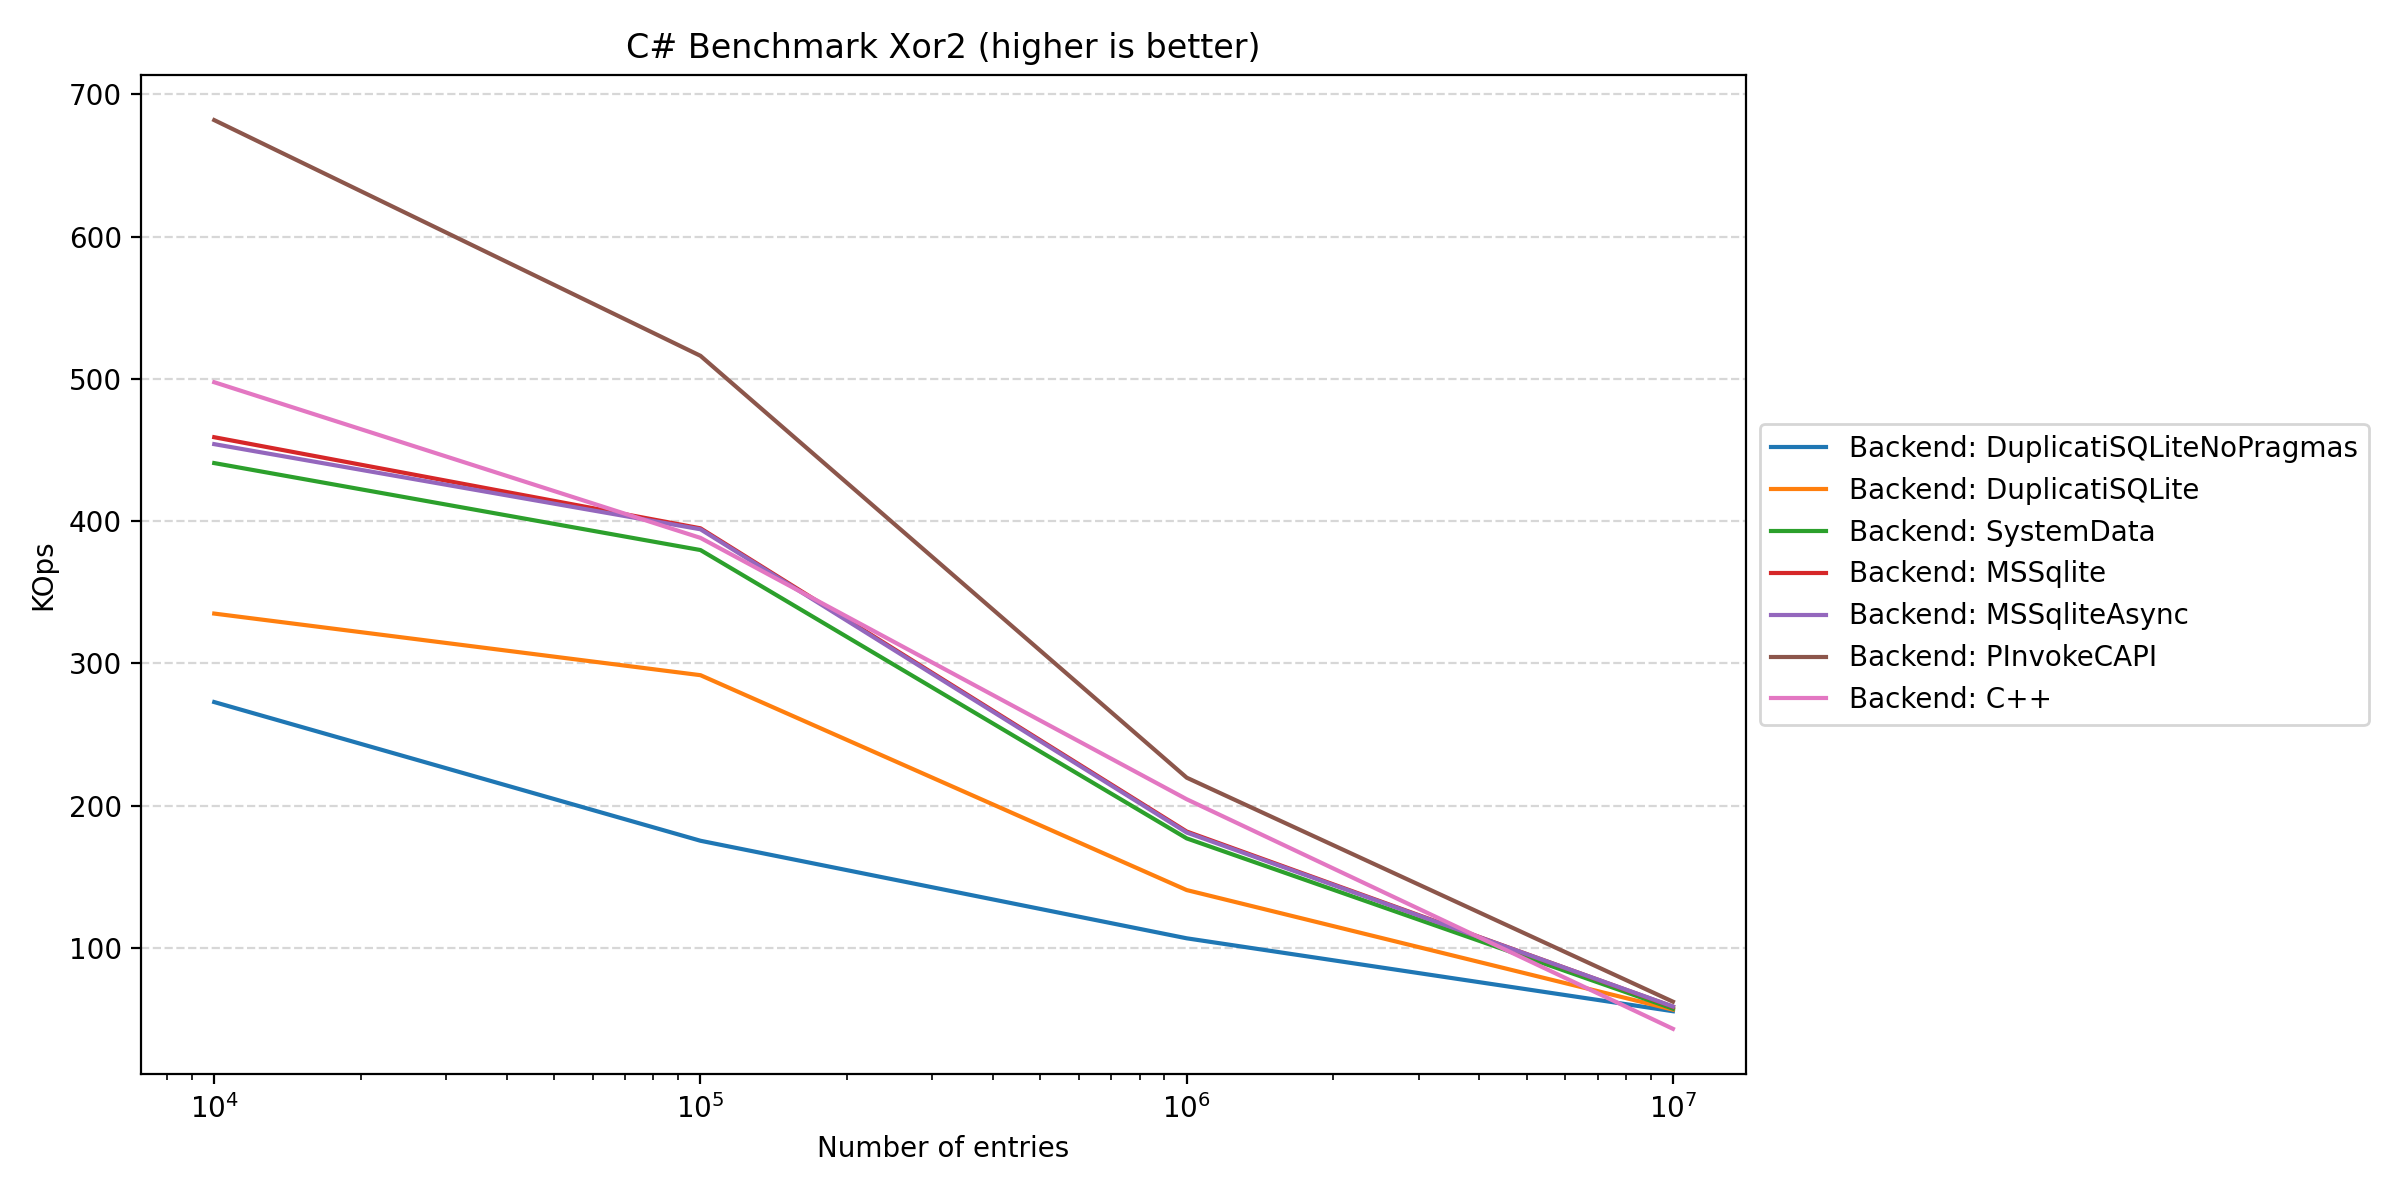 C# Benchmark Xor2 (higher is better)
700
600
500
400
300
200
100
KOps
10⁴ 10⁵ 10⁶ 10⁷
Number of entries
Backend: DuplicatiSQLiteNoPragmas
Backend: DuplicatiSQLite
Backend: SystemData
Backend: MSSqlite
Backend: MSSqliteAsync
Backend: PInvokeCAPI
Backend: C++